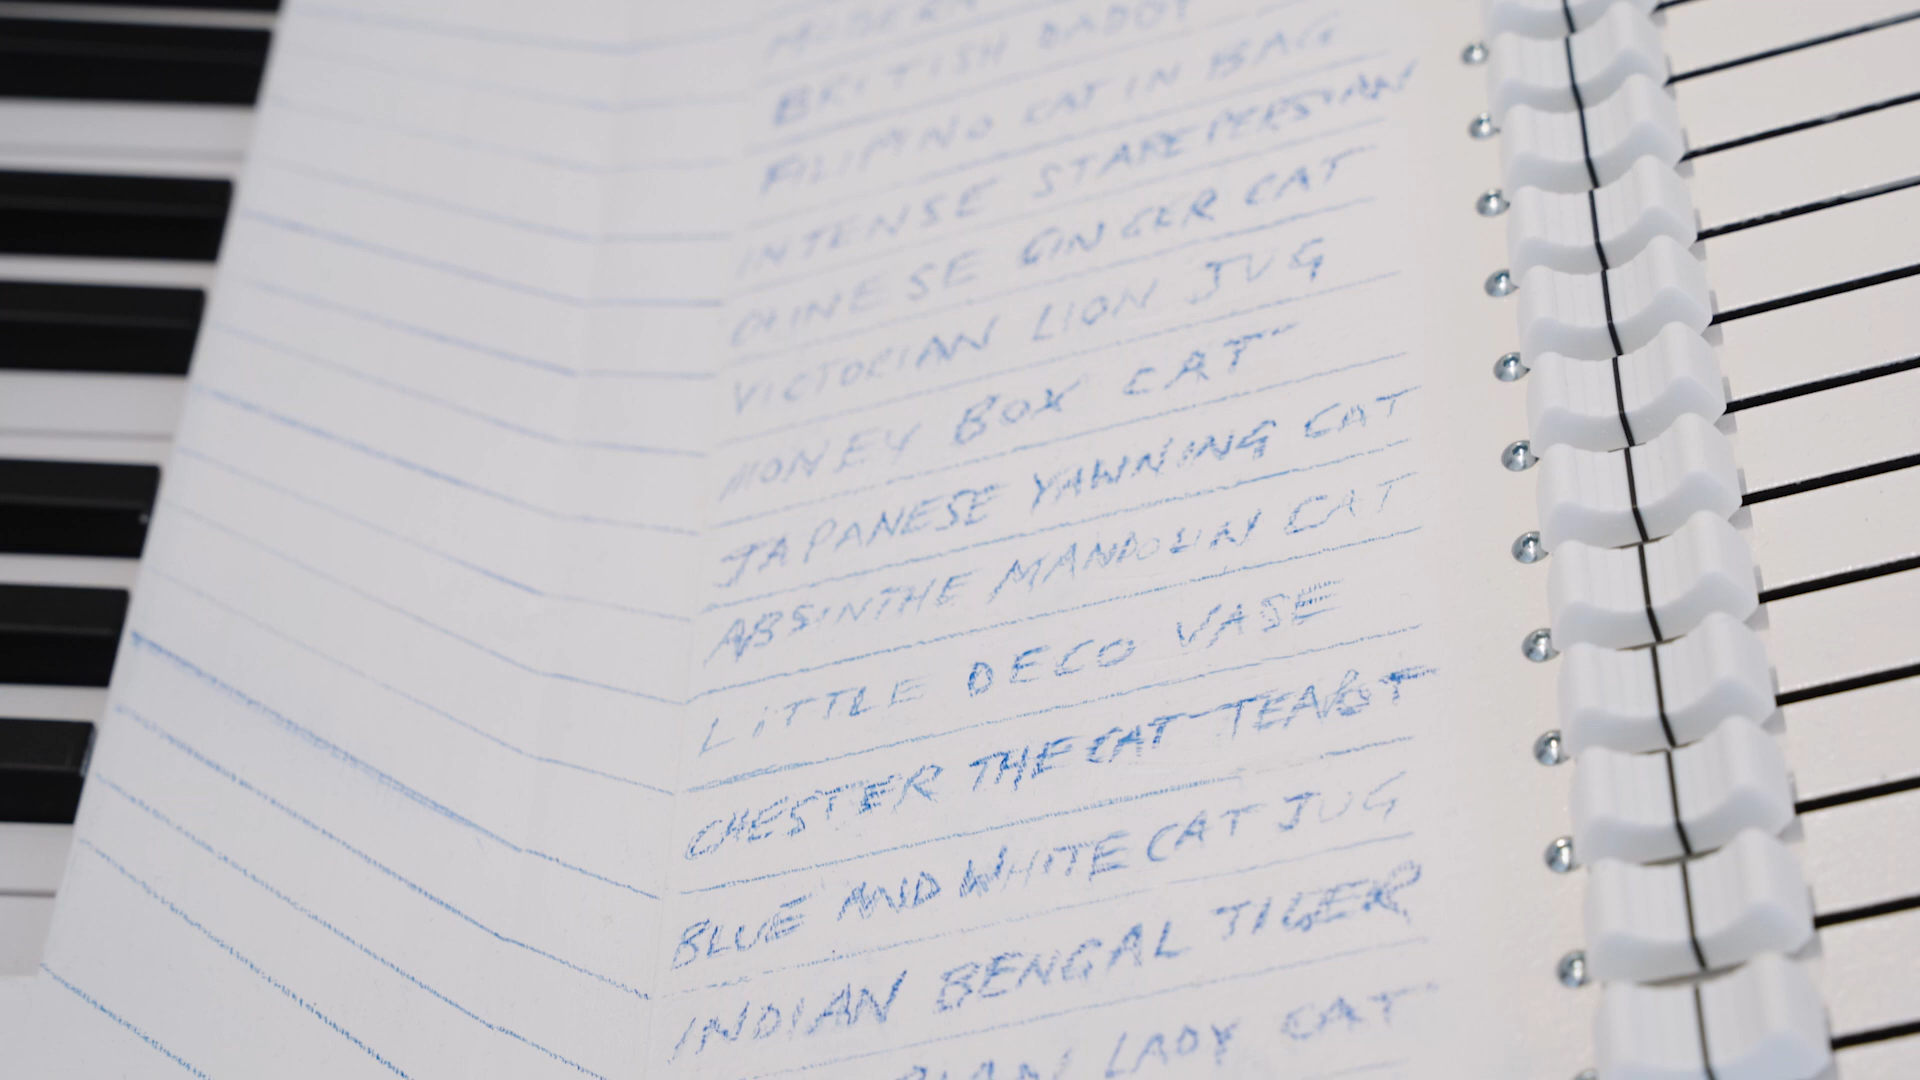 MODERN
BRITISH DADDY
FILIPINO CAT IN BAG
INTENSE STARE PERSIAN
CHINESE GINGER CAT
VICTORIAN LION JUG
MONEY BOX CAT
JAPANESE YAWNING CAT
ABSINTHE MANDOLIN CAT
LITTLE DECO VASE
CHESTER THE CAT TEAPOT
BLUE AND WHITE CAT JUG
INDIAN BENGAL TIGER
LADY CAT